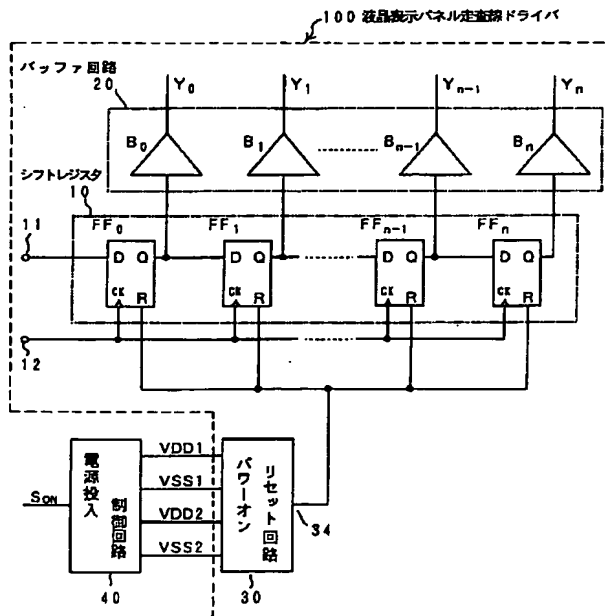 100 液晶表示パネル走査線ドライバ
バッファ回路
20
Y0 Y1 Yn-1 Yn
B0 B1 Bn-1 Bn
シフトレジスタ
10
11
FF0 FF1 FFn-1 FFn
D Q D Q D Q D Q
CK R CK R CK R CK R
12
SON
電源投入
制御回路
40
VDD1
VSS1
VDD2
VSS2
パワーオン
リセット回路
30
34